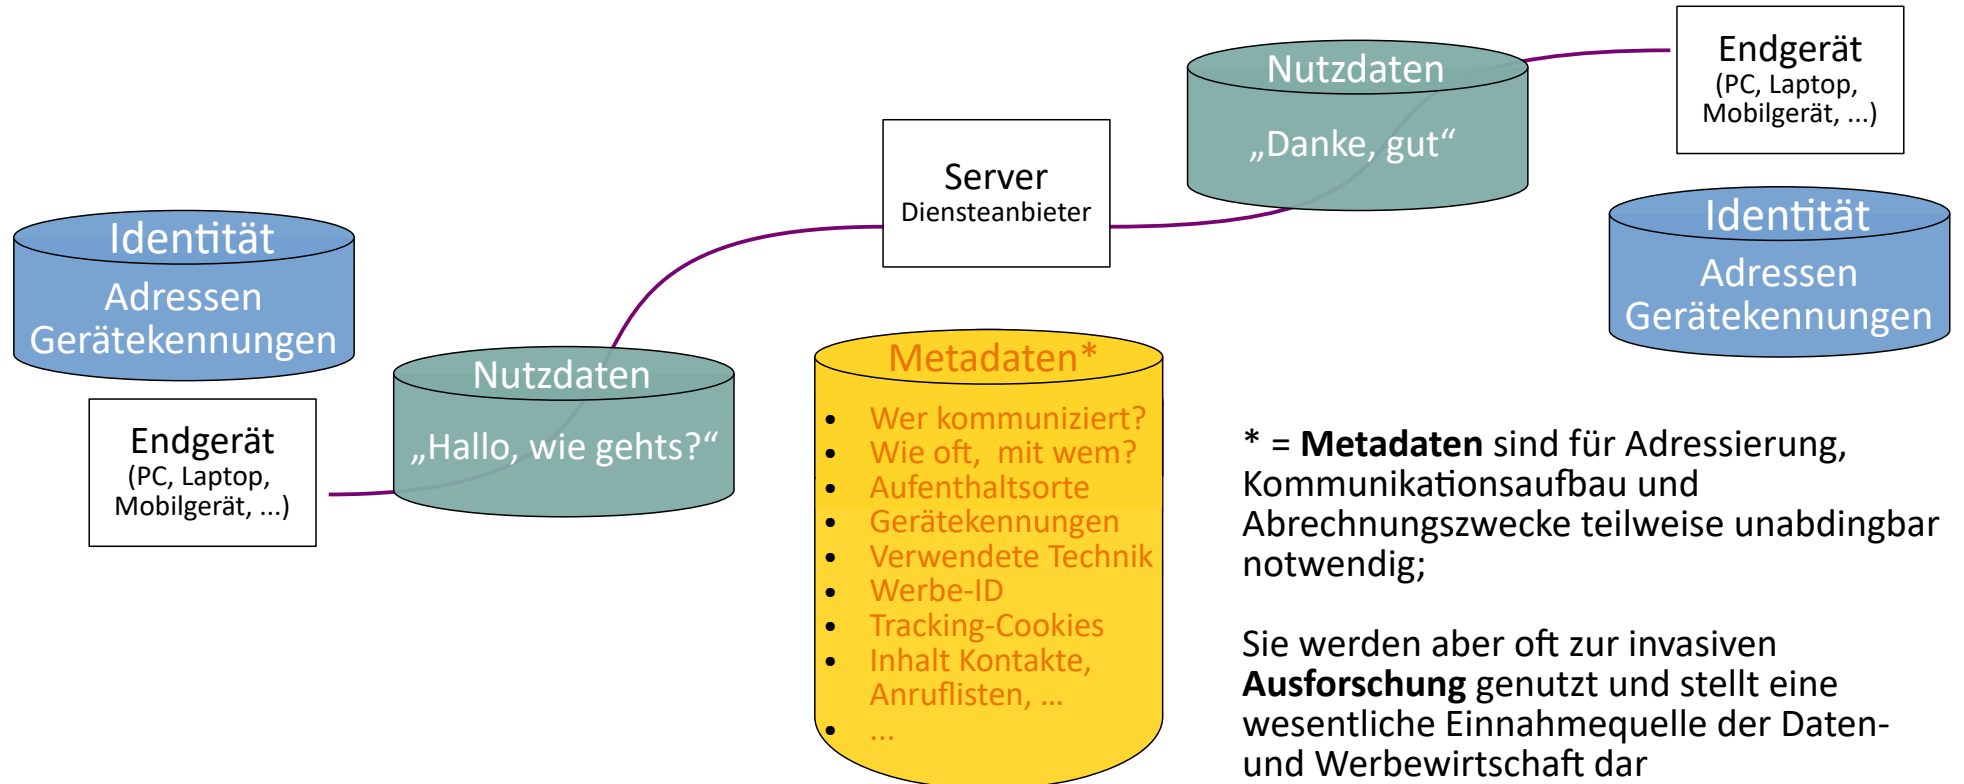 Identität
Adressen
Gerätekennungen
Endgerät
(PC, Laptop,
Mobilgerät, ...)
Nutzdaten
„Hallo, wie gehts?“
Server
Diensteanbieter
Metadaten*
• Wer kommuniziert?
• Wie oft,  mit wem?
• Aufenthaltsorte
• Gerätekennungen
• Verwendete Technik
• Werbe-ID
• Tracking-Cookies
• Inhalt Kontakte,
Anruflisten, ...
• ...
Nutzdaten
„Danke, gut“
Endgerät
(PC, Laptop,
Mobilgerät, ...)
Identität
Adressen
Gerätekennungen
* = Metadaten sind für Adressierung,
Kommunikationsaufbau und
Abrechnungszwecke teilweise unabdingbar
notwendig;
Sie werden aber oft zur invasiven
Ausforschung genutzt und stellt eine
wesentliche Einnahmequelle der Daten-
und Werbewirtschaft dar